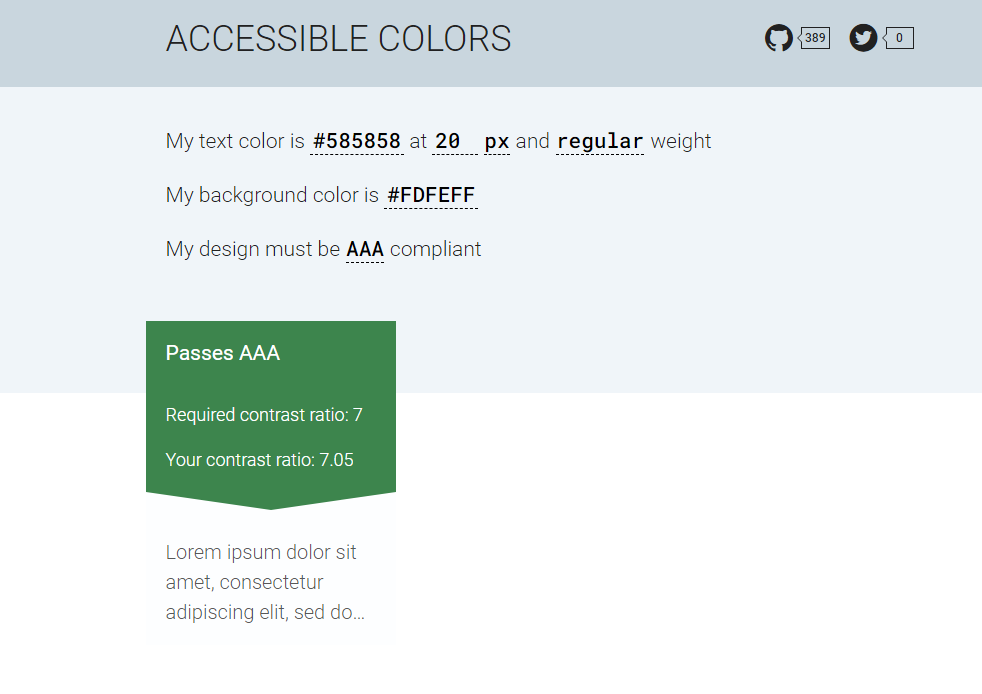 ACCESSIBLE COLORS
389
0
My text color is #585858 at 20 px and regular weight
My background color is #FDFEFF
My design must be AAA compliant
Passes AAA
Required contrast ratio: 7
Your contrast ratio: 7.05
Lorem ipsum dolor sit
amet, consectetur
adipiscing elit, sed do...